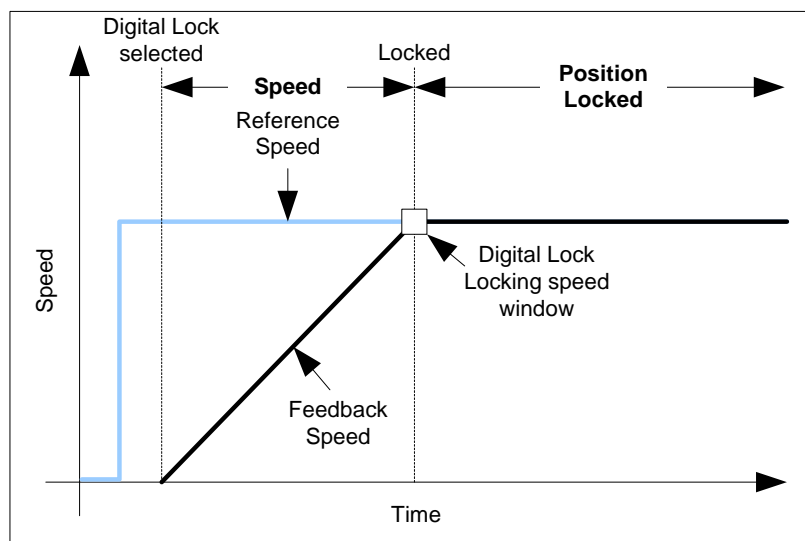 Digital Lock
selected
Locked
Speed
Position
Locked
Reference
Speed
Digital Lock
Locking speed
window
Speed
Feedback
Speed
Time